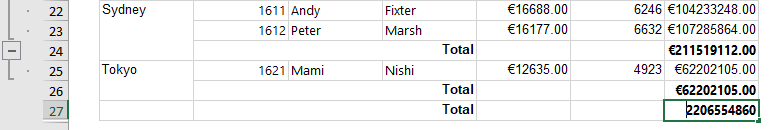 22 Sydney 1611 Andy Fixter €16688.00 6246 €104233248.00
23 1612 Peter Marsh €16177.00 6632 €107285864.00
24 Total €211519112.00
25 Tokyo 1621 Mami Nishi €12635.00 4923 €62202105.00
26 Total €62202105.00
27 Total 2206554860